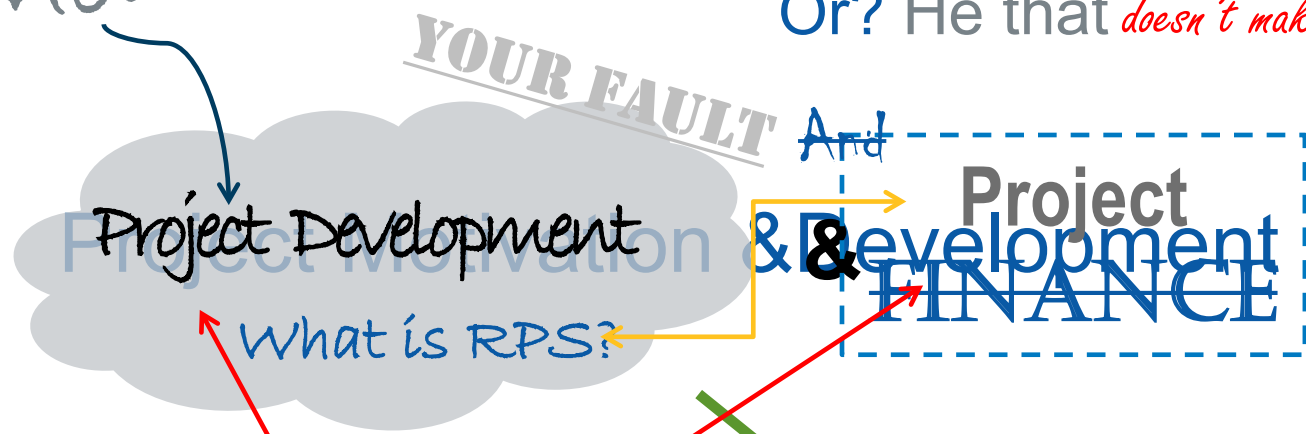 Or? He that doesn't mak
YOUR FAULT
And
Project
Project Development
Project Motivation & Development
&
FINANCE
What is RPS?